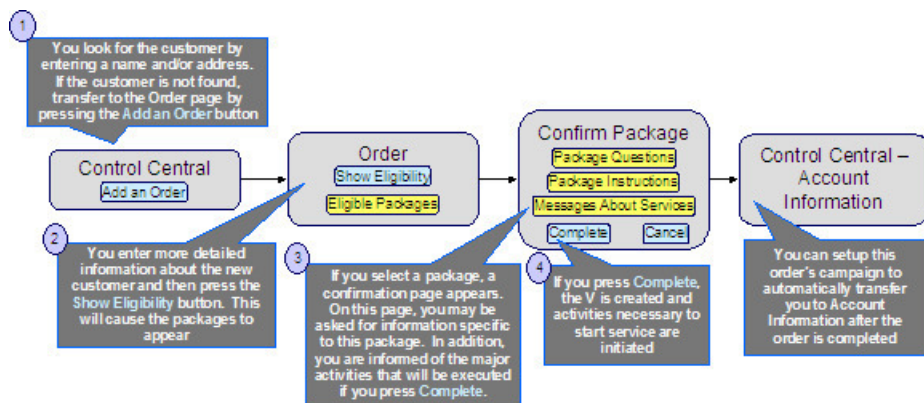 1
You look for the customer by
entering a name and/or address.
If the customer is not found,
transfer to the Order page by
pressing the Add an Order button
Control Central
Add an Order
Order
Show Eligibility
Eligible Packages
Confirm Package
Package Questions
Package Instructions
Messages About Services
Complete
Cancel
Control Central –
Account
Information
2
You enter more detailed
information about the new
customer and then press the
Show Eligibility button. This
will cause the packages to
appear
3
If you select a package, a
confirmation page appears.
On this page, you may be
asked for information specific
to this package. In addition,
you are informed of the major
activities that will be executed
if you press Complete.
4
If you press Complete,
the V is created and
activities necessary to
start service are
initiated
You can setup this
order's campaign to
automatically transfer
you to Account
Information after the
order is completed